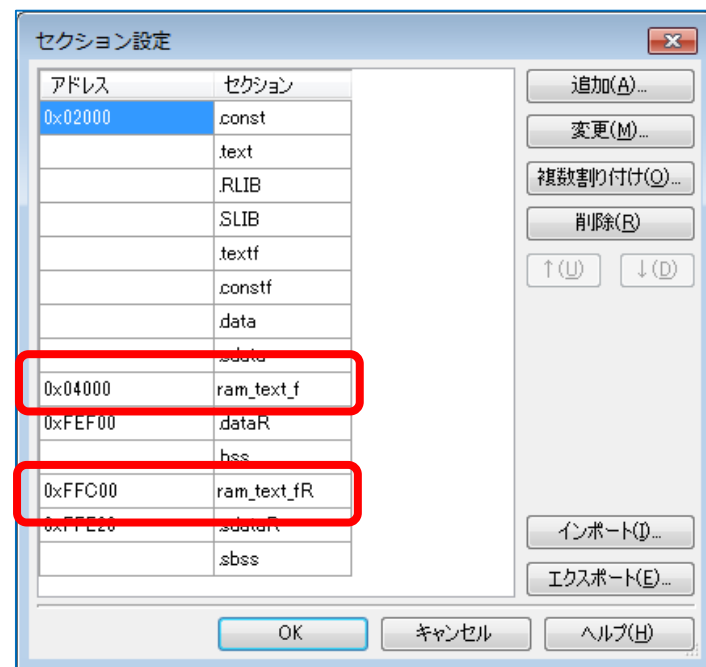 セクション設定
アドレス セクション
0x02000 .const
.text
.RLIB
.SLIB
.textf
.constf
.data
.sdata
0x04000 ram_text_f
0xFEF00 .dataR
.bss
0xFFC00 ram_text_fR
0xFFE20 .sdataR
.sbss
追加(A)...
変更(M)...
複数割り付け(O)...
削除(R)
↑(U) ↓(D)
インポート(I)...
エクスポート(E)...
OK キャンセル ヘルプ(H)